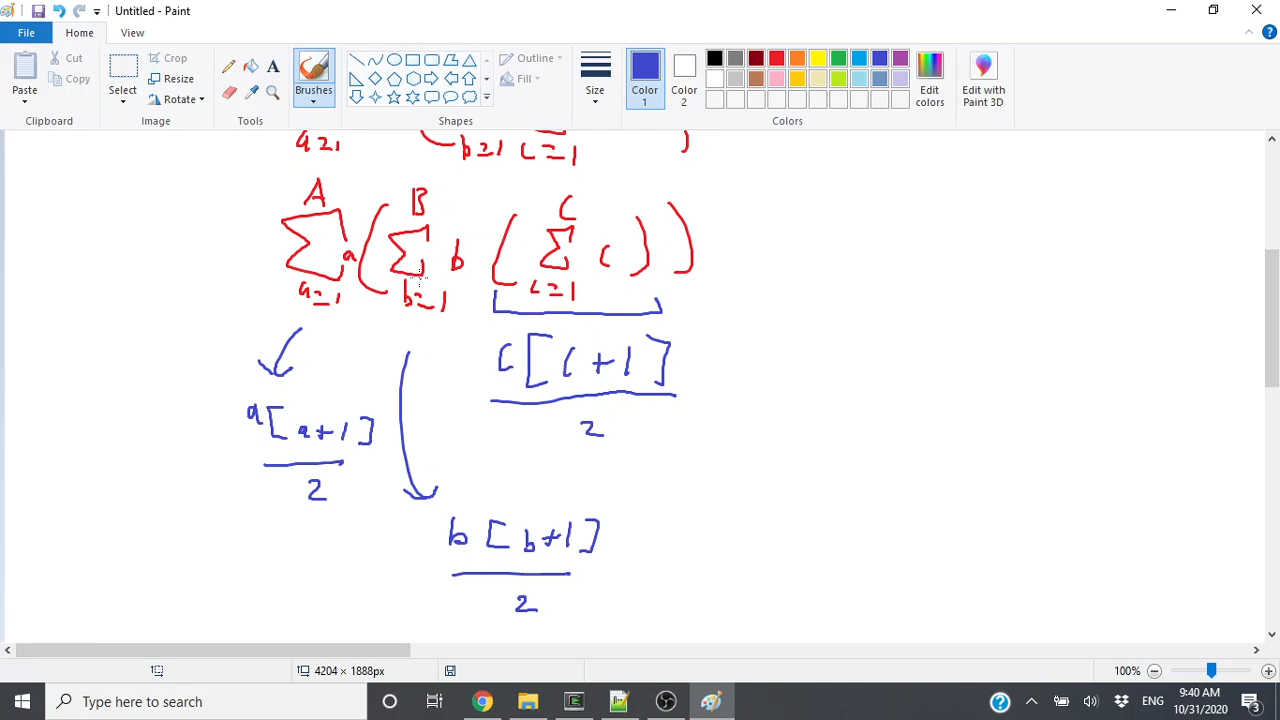 Untitled - Paint
File Home View
Paste Cut Copy Clipboard
Select Crop Resize Rotate Image
Tools
Brushes
Outline Fill Shapes
Size
Color 1 Color 2 Edit colors Edit with Paint 3D
Colors
a=1 b=1 c=1 )
A B C
∑ a ( ∑ b ( ∑ c ) )
a=1 b=1 c=1
C [ C + 1 ]
2
a [ a + 1 ]
2
b [ b + 1 ]
2
4204 × 1888px 100%
Type here to search
ENG 9:40 AM 10/31/2020 3